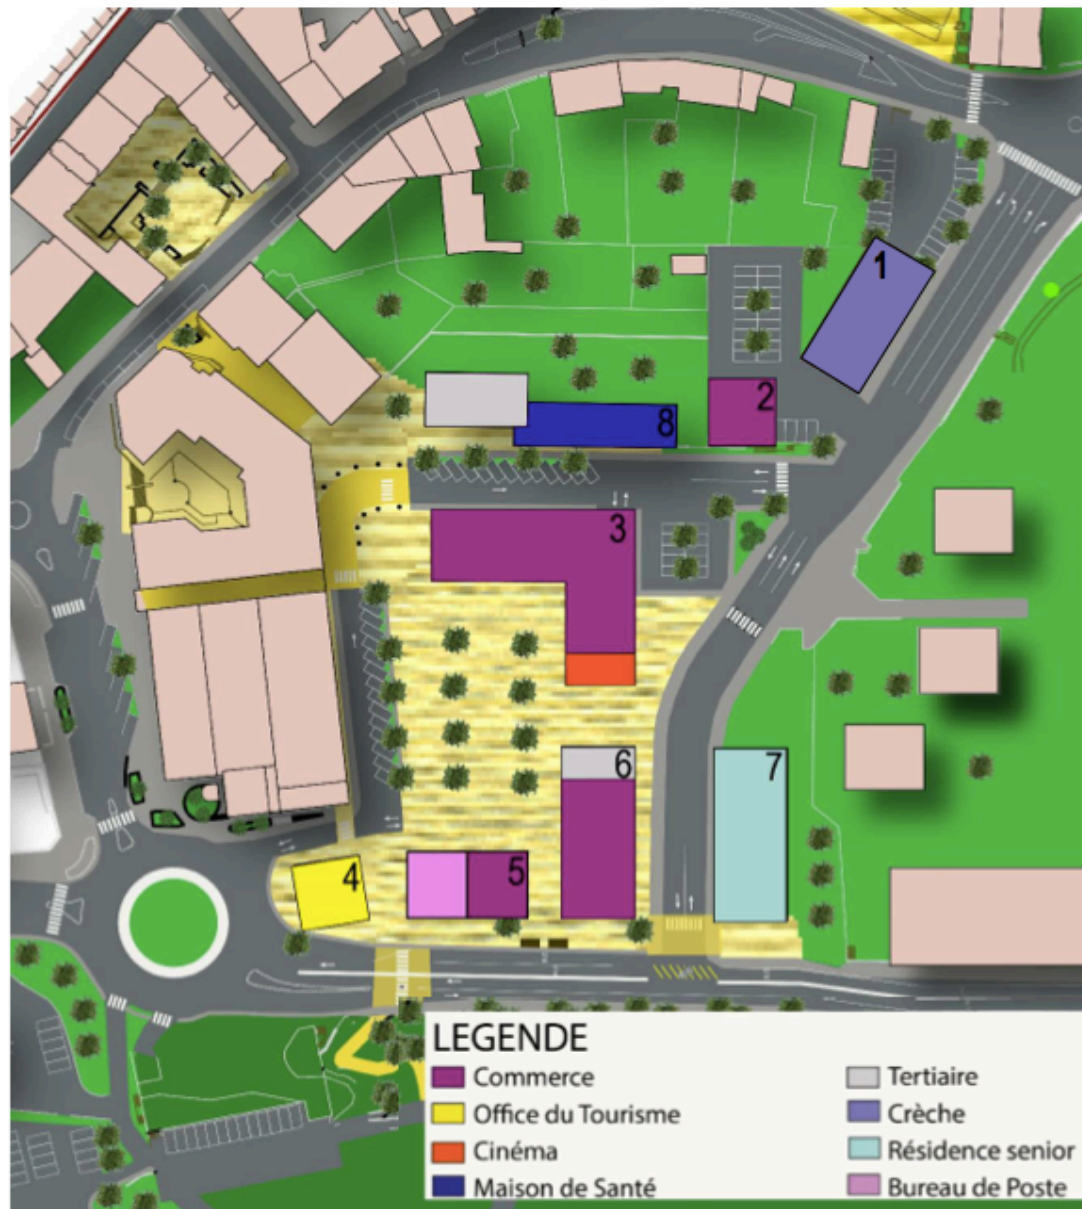 1
2
8
3
6
7
4
5
LEGENDE
Commerce
Office du Tourisme
Cinéma
Maison de Santé
Tertiaire
Crèche
Résidence senior
Bureau de Poste